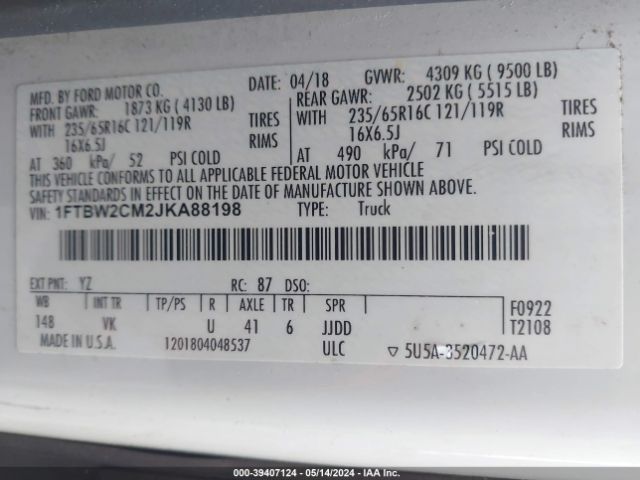 MFD. BY FORD MOTOR CO. DATE: 04/18 GVWR: 4309 KG ( 9500 LB)
FRONT GAWR: 1873 KG ( 4130 LB) REAR GAWR: 2502 KG ( 5515 LB)
WITH 235/65R16C 121/119R TIRES WITH 235/65R16C 121/119R TIRES
16X6.5J RIMS 16X6.5J RIMS
AT 360 kPa/ 52 PSI COLD AT 490 kPa/ 71 PSI COLD
THIS VEHICLE CONFORMS TO ALL APPLICABLE FEDERAL MOTOR VEHICLE
SAFETY STANDARDS IN EFFECT ON THE DATE OF MANUFACTURE SHOWN ABOVE.
VIN: 1FTBW2CM2JKA88198 TYPE: Truck
EXT PNT: YZ RC: 87 DSO:
WB INT TR TP/PS R AXLE TR SPR F0922
148 VK U 41 6 JJDD T2108
MADE IN U.S.A. 1201804048537 ULC ▽ 5U5A-3520472-AA
000-39407124 - 05/14/2024 - IAA Inc.